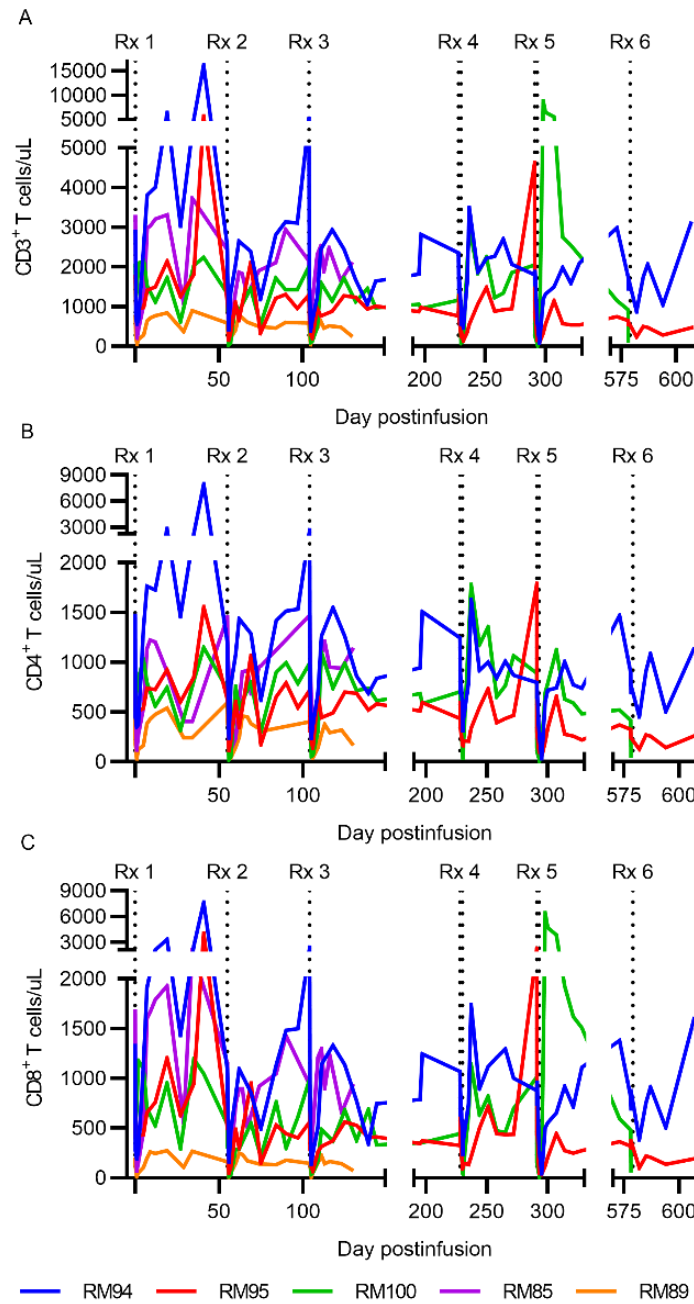 A
Rx 1 Rx 2 Rx 3 Rx 4 Rx 5 Rx 6
15000
10000
5000
5000
4000
3000
2000
1000
0
CD3+ T cells/uL
50 100 200 250 300 575 600
Day postinfusion
B
Rx 1 Rx 2 Rx 3 Rx 4 Rx 5 Rx 6
9000
6000
3000
2000
1500
1000
500
0
CD4+ T cells/uL
50 100 200 250 300 575 600
Day postinfusion
C
Rx 1 Rx 2 Rx 3 Rx 4 Rx 5 Rx 6
9000
6000
3000
2000
1500
1000
500
0
CD8+ T cells/uL
50 100 200 250 300 575 600
Day postinfusion
RM94 RM95 RM100 RM85 RM89